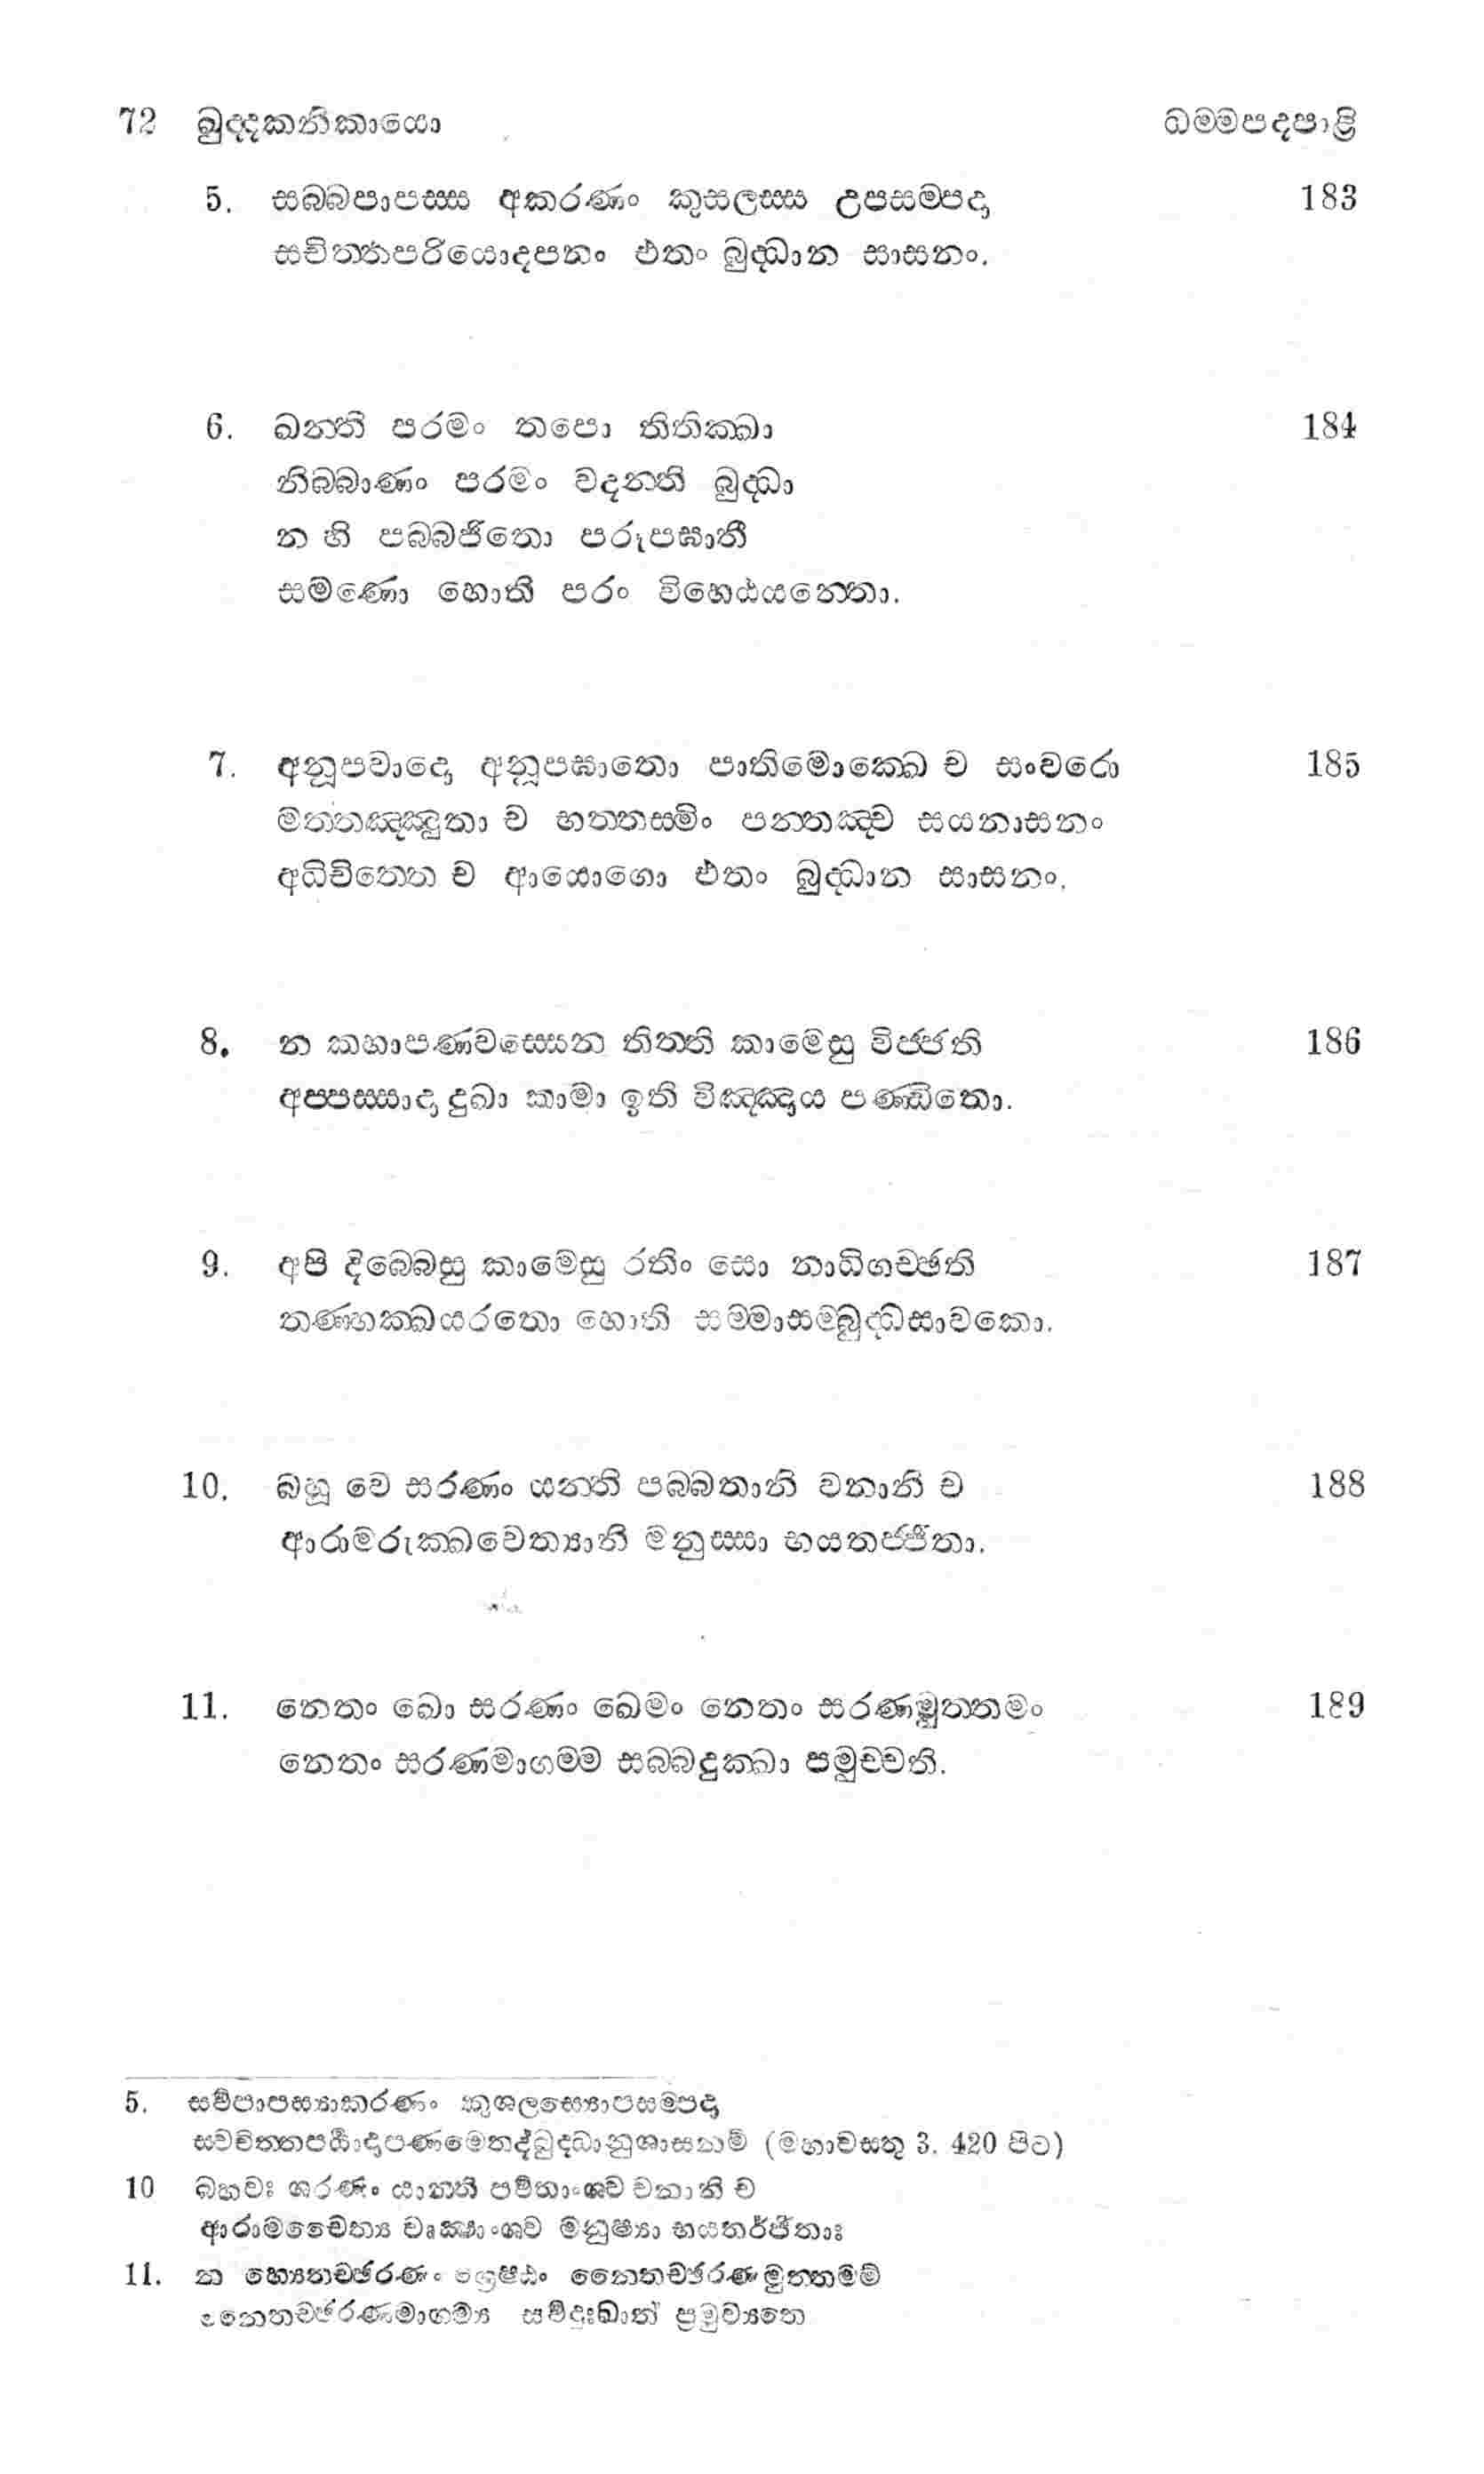 72 ඛුද්දකනිකායො ධම්මපදපාළි
5. සබ්බපාපස්ස අකරණං කුසලස්ස උපසම්පදා 183
සචිත්තපරියොදපනං එතං බුද්ධාන සාසනං.
6. ඛන්ති පරමං තපො තිතික්ඛා 184
නිබ්බාණං පරමං වදන්ති බුද්ධා
න හි පබ්බජිතො පරූපඝාතී
සමණො හොති පරං විහෙඨයන්තො.
7. අනූපවාදො අනූපඝාතො පාතිමොක්ඛෙ ච සංවරො 185
මත්තඤ්ඤුතා ච භත්තස්මිං පන්තඤ්ච සයනාසනං
අධිචිත්තෙ ච ආයොගො එතං බුද්ධාන සාසනං.
8. න කහාපණවස්සෙන තිත්ති කාමෙසු විජ්ජති 186
අප්පස්සාදා දුඛා කාමා ඉති විඤ්ඤාය පණ්ඩිතො.
9. අපි දිබ්බෙසු කාමෙසු රතිං සො නාධිගච්ඡති 187
තණ්හක්ඛයරතො හොති සම්මාසම්බුද්ධසාවකො.
10. බහූ වෙ සරණං යන්ති පබ්බතානි වනානි ච 188
ආරාමරුක්ඛචෙත්‍යානි මනුස්සා භයතජ්ජිතා.
11. නෙතං ඛො සරණං ඛෙමං නෙතං සරණමුත්තමං 189
නෙතං සරණමාගම්ම සබ්බදුක්ඛා පමුච්චති.
5. සර්වපාපස්‍යාකරණං කුශලස්‍යොපසම්පදා
ස්වචිත්තපර්‍ය්‍යාදාපණමෙතද්බුද්ධානුශාසනම් (මහාවස්තු 3. 420 පිට)
10 බහවඃ ශරණං යාන්ති පර්වතාංශ්ච වනානි ච
ආරාමචෛත්‍ය වෘක්ෂාංශ්ච මනුෂ්‍යා භයතර්ජිතාඃ
11. න හ්‍යෙතච්ඡරණං ශ්‍රෙෂ්ඨං නෛතච්ඡරණමුත්තමම්
නෛතච්ඡරණමාගම්‍ය සර්වදුඃඛාත් ප්‍රමුච්‍යතෙ